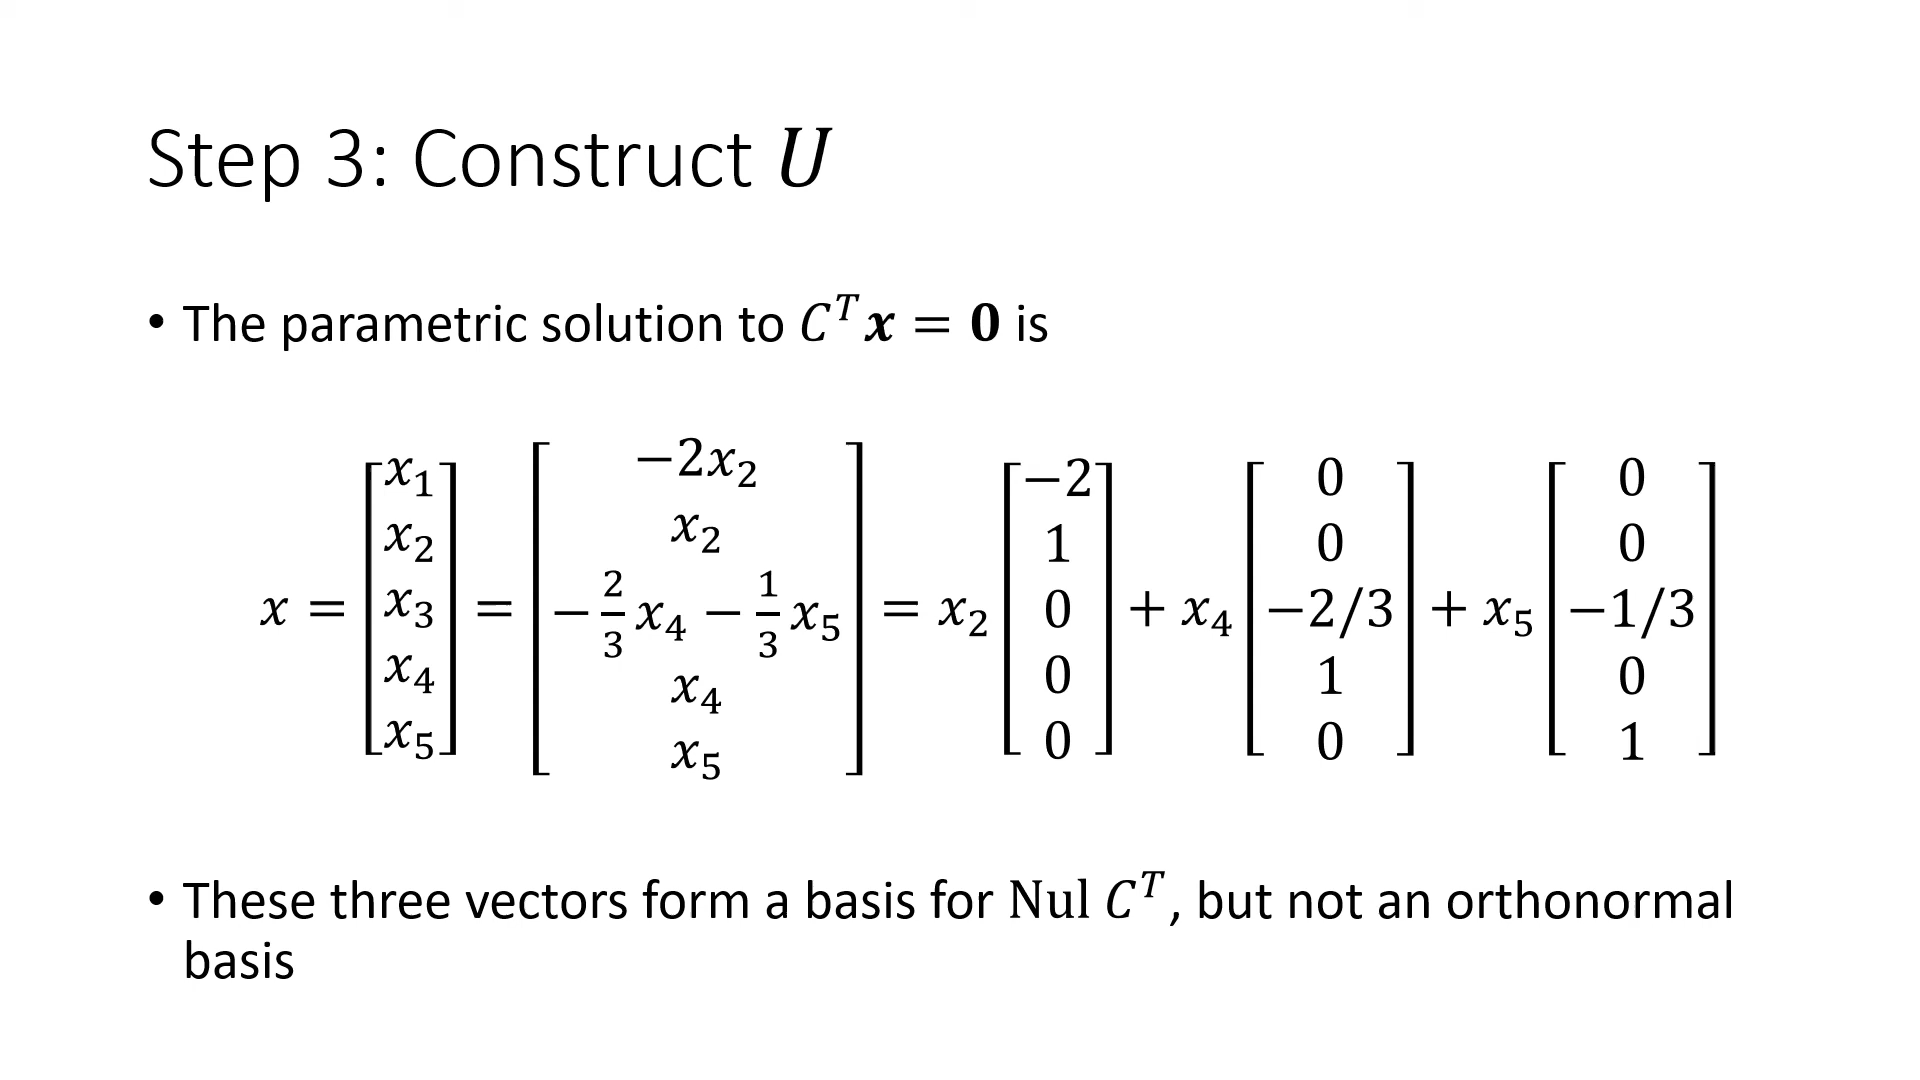 Step 3: Construct 𝑼
• The parametric solution to 𝐶ᵀ𝒙 = 𝟎 is
𝑥 = [𝑥₁ 𝑥₂ 𝑥₃ 𝑥₄ 𝑥₅] = [−2𝑥₂ 𝑥₂ −2/3 𝑥₄ − 1/3 𝑥₅ 𝑥₄ 𝑥₅] = 𝑥₂ [−2 1 0 0 0] + 𝑥₄ [0 0 −2/3 1 0] + 𝑥₅ [0 0 −1/3 0 1]
• These three vectors form a basis for Nul 𝐶ᵀ, but not an orthonormal
basis